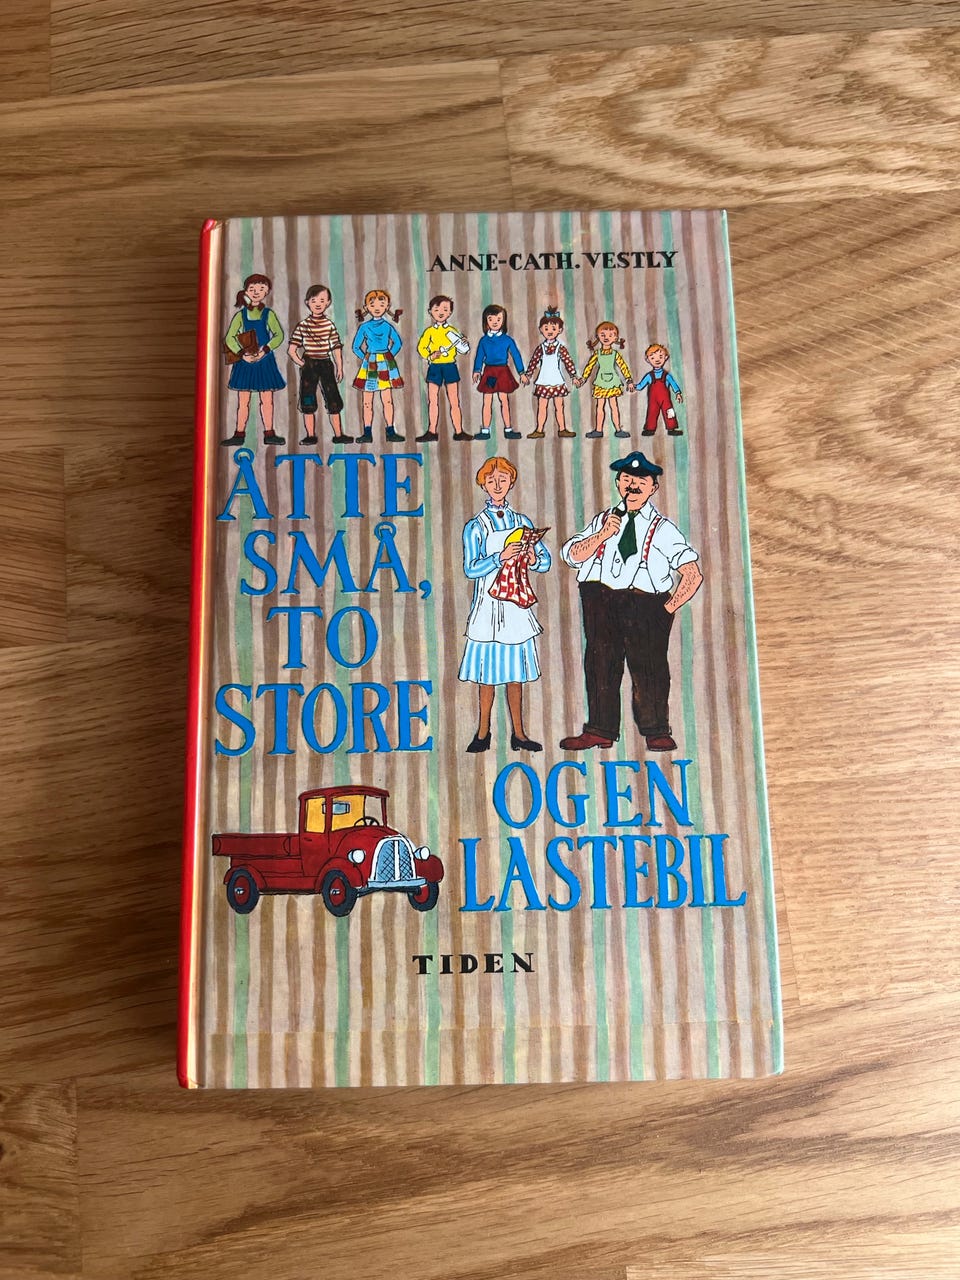 ANNE-CATH. VESTLY
ÅTTE
SMÅ,
TO
STORE
OG EN
LASTEBIL
TIDEN